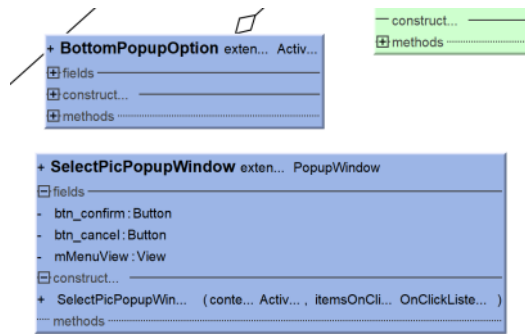 construct...
methods
+ BottomPopupOption exten... Activ...
fields
construct...
methods
+ SelectPicPopupWindow exten... PopupWindow
fields
- btn_confirm : Button
- btn_cancel : Button
- mMenuView : View
construct...
+ SelectPicPopupWin... (conte... Activ... , itemsOnCli... OnClickListe... )
methods